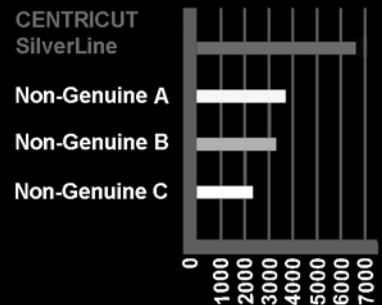 CENTRICUT
SilverLine
Non-Genuine A
Non-Genuine B
Non-Genuine C
0
1000
2000
3000
4000
5000
6000
7000